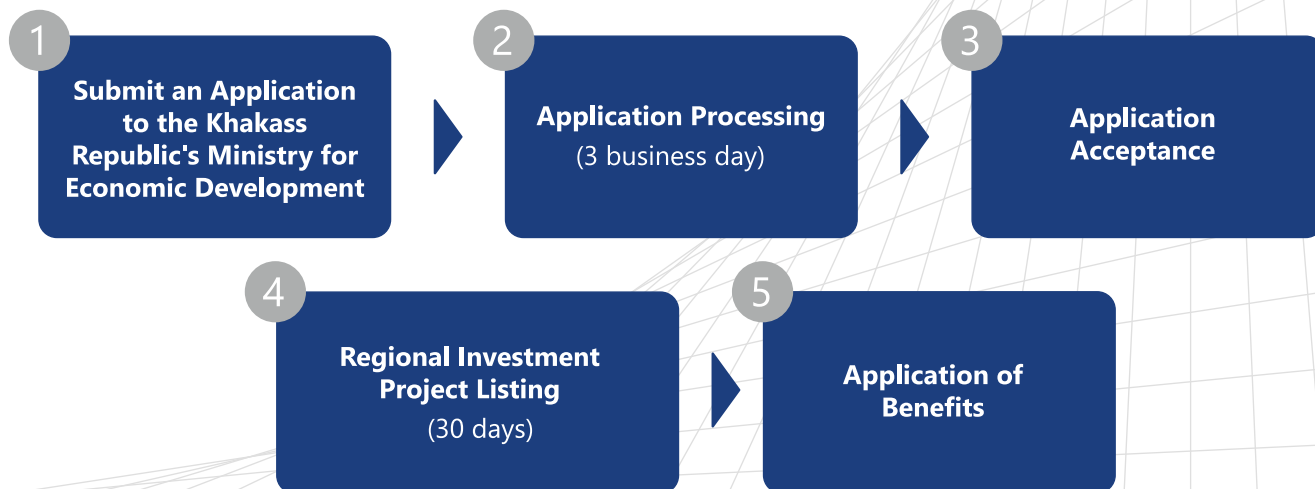 1
Submit an Application
to the Khakass
Republic's Ministry for
Economic Development
2
Application Processing
(3 business day)
3
Application
Acceptance
4
Regional Investment
Project Listing
(30 days)
5
Application of
Benefits